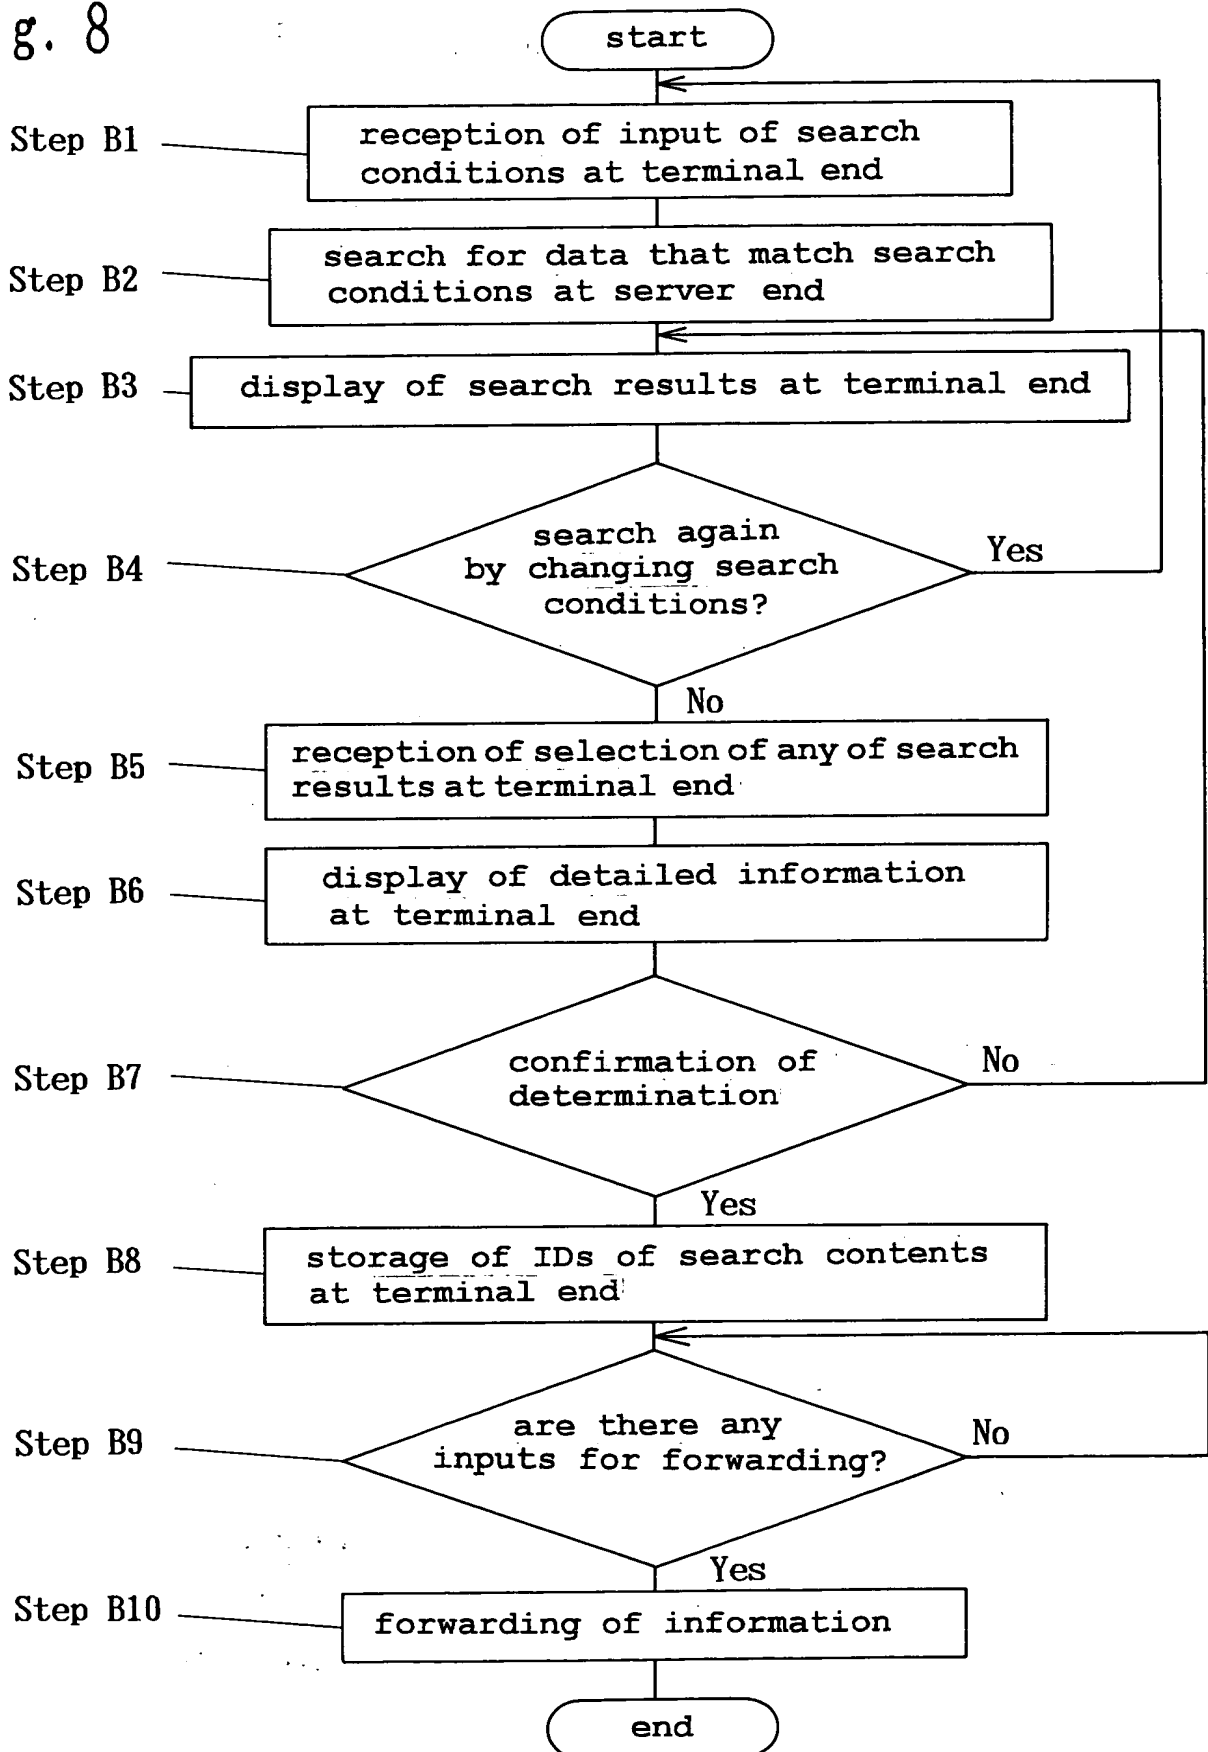 g. 8
start
Step B1
reception of input of search
conditions at terminal end
Step B2
search for data that match search
conditions at server end
Step B3
display of search results at terminal end
Step B4
search again
by changing search
conditions?
Yes
No
Step B5
reception of selection of any of search
results at terminal end
Step B6
display of detailed information
at terminal end
Step B7
confirmation of
determination
No
Yes
Step B8
storage of IDs of search contents
at terminal end
Step B9
are there any
inputs for forwarding?
No
Yes
Step B10
forwarding of information
end